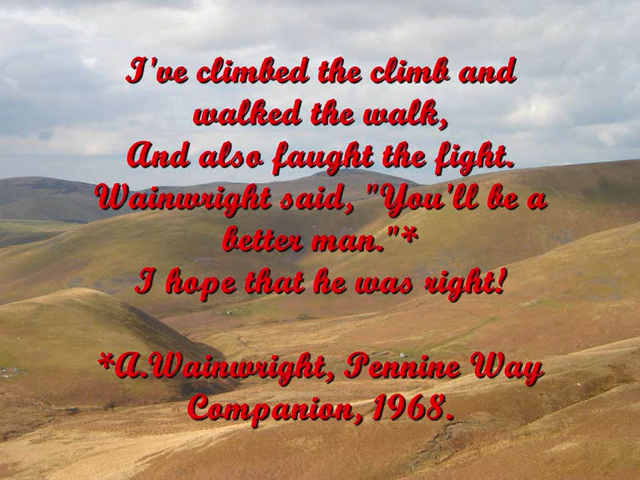 I've climbed the climb and
walked the walk,
And also faught the fight.
Wainwright said, "You'll be a
better man."*
I hope that he was right!
*A.Wainwright, Pennine Way
Companion, 1968.